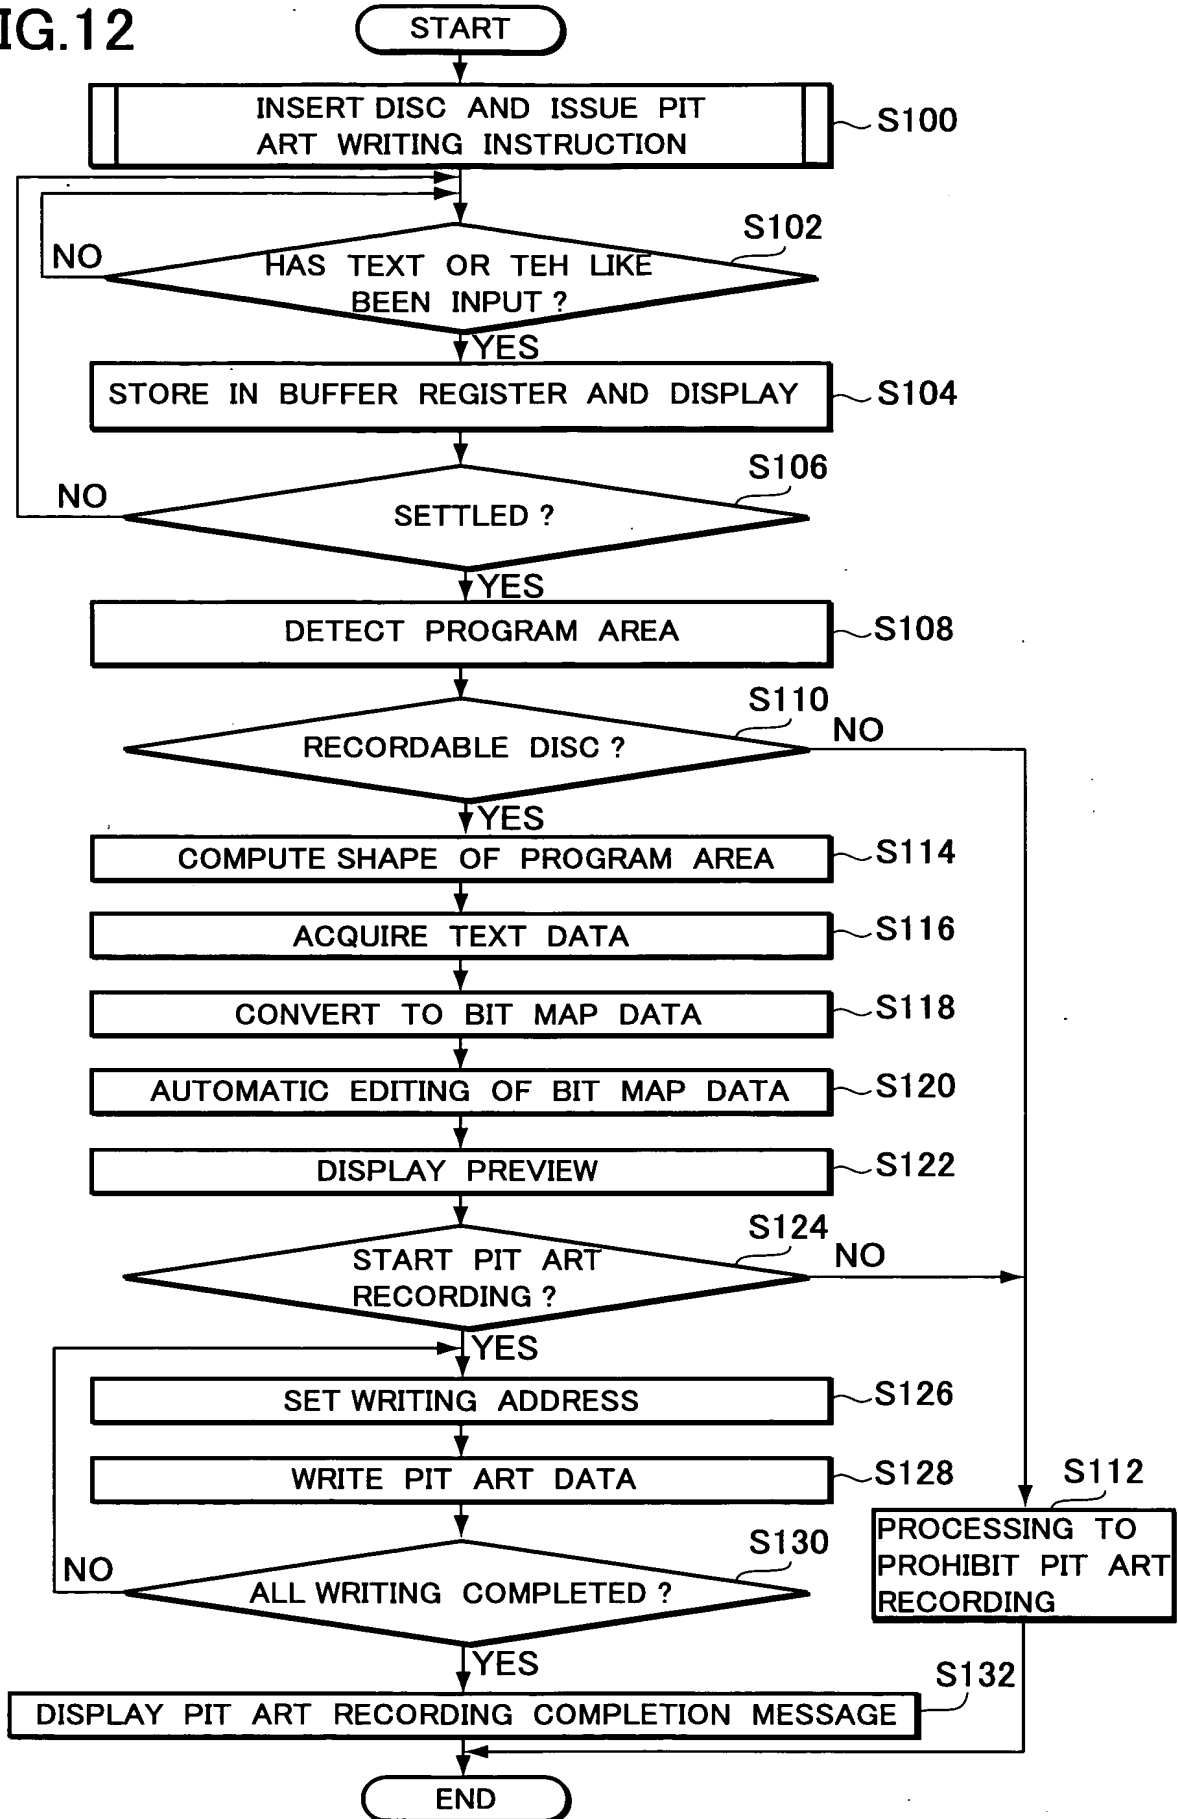 IG.12
START
INSERT DISC AND ISSUE PIT
ART WRITING INSTRUCTION
S100
S102
NO
HAS TEXT OR TEH LIKE
BEEN INPUT ?
YES
STORE IN BUFFER REGISTER AND DISPLAY
S104
S106
NO
SETTLED ?
YES
DETECT PROGRAM AREA
S108
S110
NO
RECORDABLE DISC ?
YES
COMPUTE SHAPE OF PROGRAM AREA
S114
ACQUIRE TEXT DATA
S116
CONVERT TO BIT MAP DATA
S118
AUTOMATIC EDITING OF BIT MAP DATA
S120
DISPLAY PREVIEW
S122
S124
NO
START PIT ART
RECORDING ?
YES
SET WRITING ADDRESS
S126
WRITE PIT ART DATA
S128
S112
PROCESSING TO
PROHIBIT PIT ART
RECORDING
S130
NO
ALL WRITING COMPLETED ?
YES
S132
DISPLAY PIT ART RECORDING COMPLETION MESSAGE
END